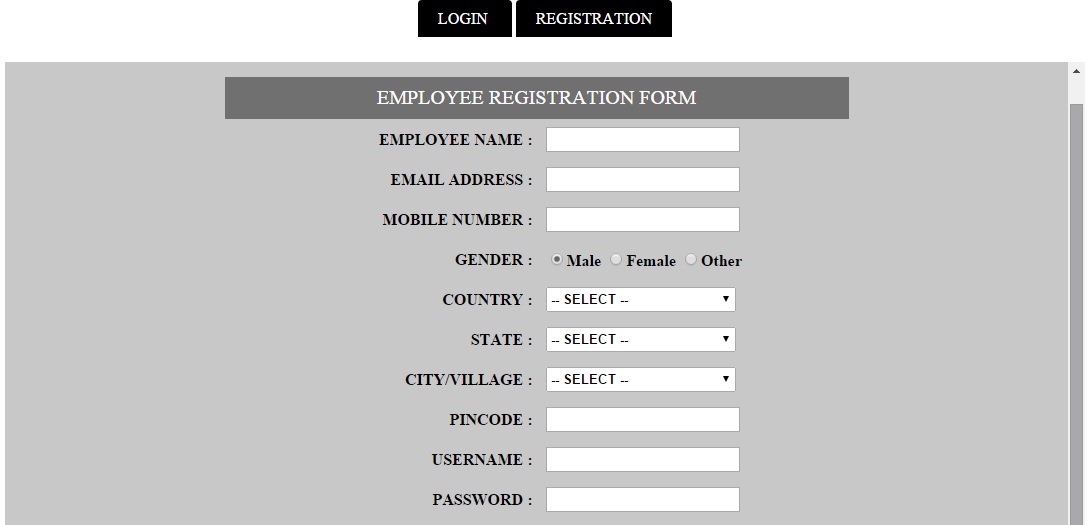 LOGIN REGISTRATION
EMPLOYEE REGISTRATION FORM
EMPLOYEE NAME :
EMAIL ADDRESS :
MOBILE NUMBER :
GENDER : Male Female Other
COUNTRY : -- SELECT --
STATE : -- SELECT --
CITY/VILLAGE : -- SELECT --
PINCODE :
USERNAME :
PASSWORD :